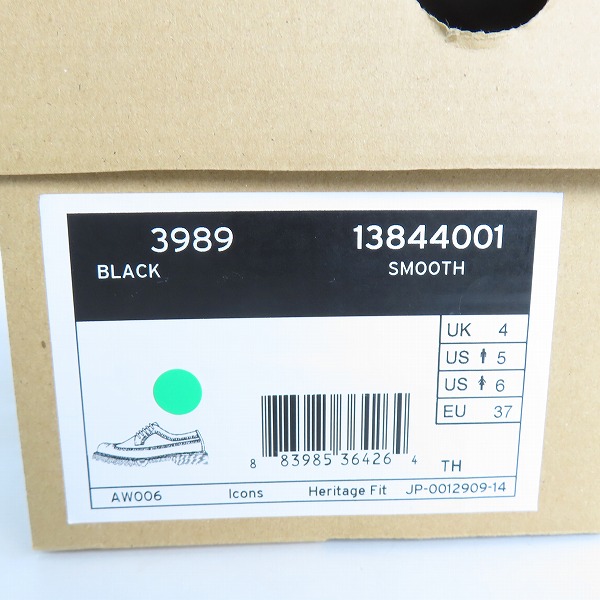 3989 13844001
BLACK SMOOTH
UK 4
US 5
US 6
EU 37
8 83985 36426 4 TH
AW006 Icons Heritage Fit JP-0012909-14